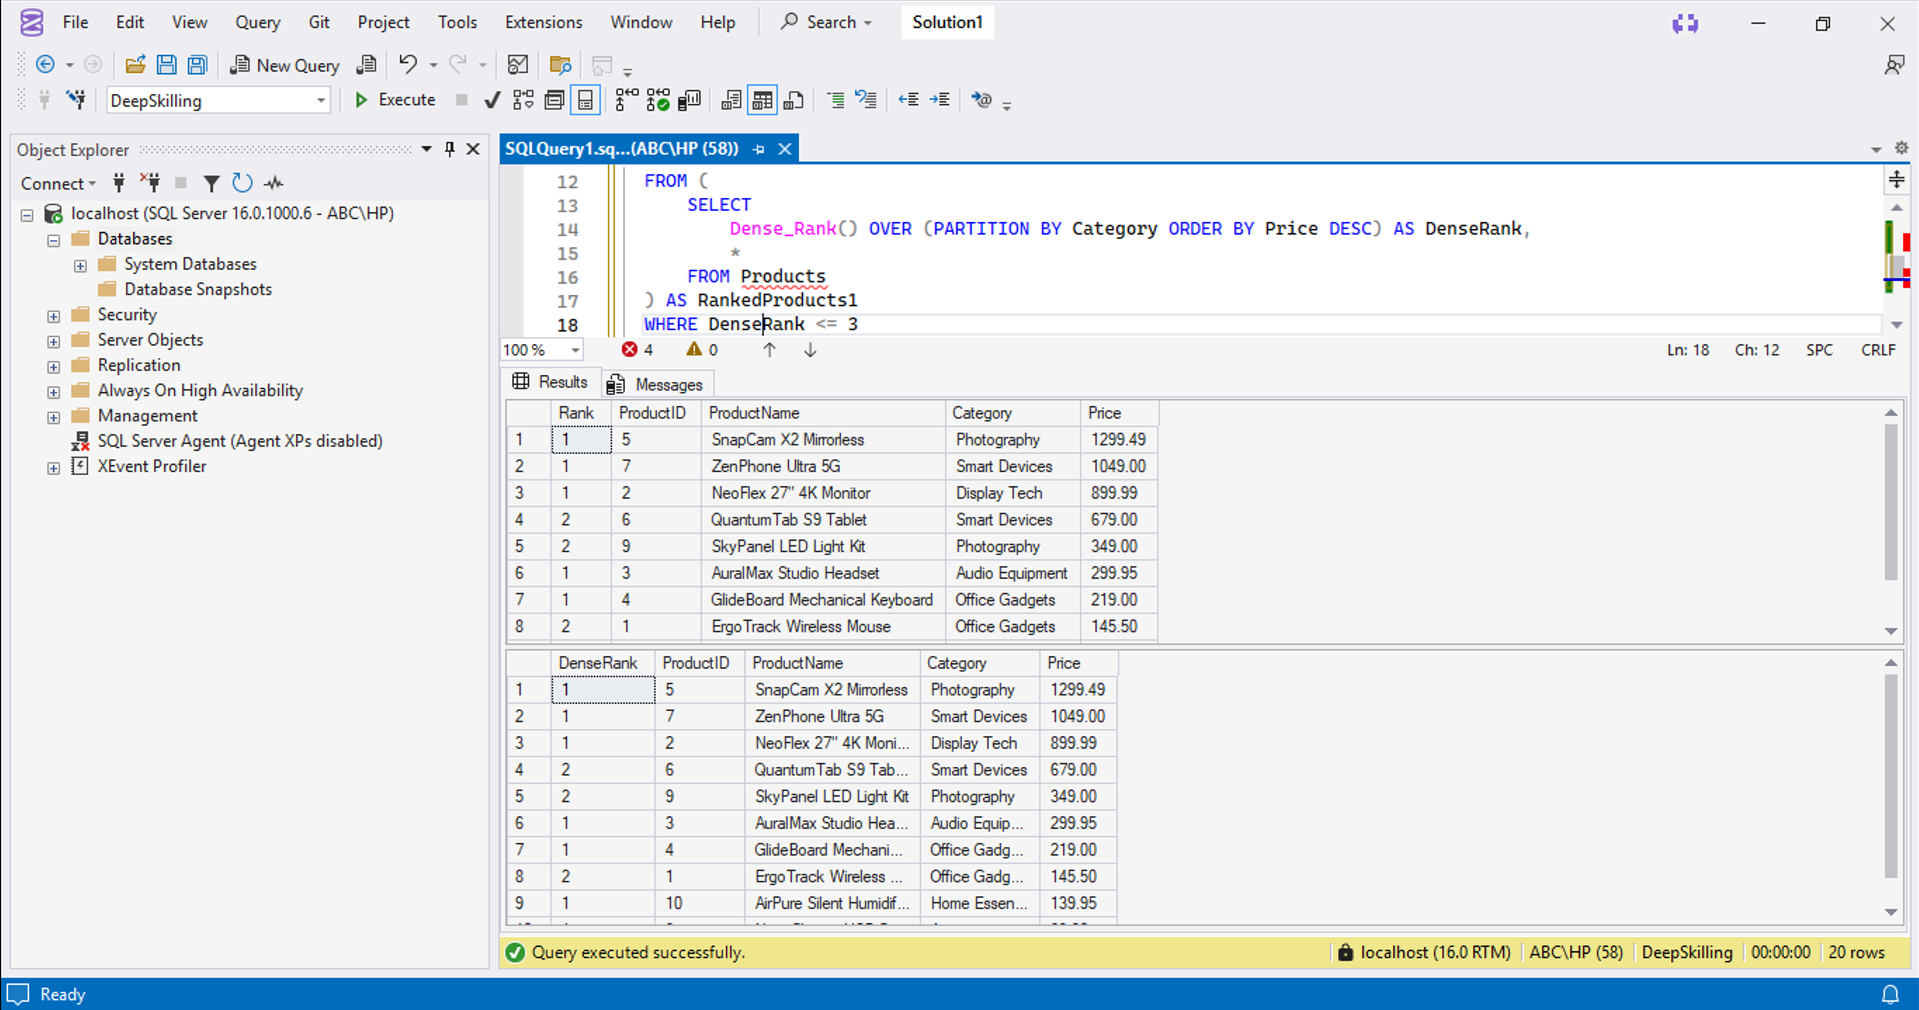 File Edit View Query Git Project Tools Extensions Window Help Search Solution1
New Query
DeepSkilling Execute
Object Explorer
Connect
localhost (SQL Server 16.0.1000.6 - ABC\HP)
Databases
System Databases
Database Snapshots
Security
Server Objects
Replication
Always On High Availability
Management
SQL Server Agent (Agent XPs disabled)
XEvent Profiler
SQLQuery1.sq...(ABC\HP (58))
12 FROM (
13 SELECT
14 Dense_Rank() OVER (PARTITION BY Category ORDER BY Price DESC) AS DenseRank,
15 *
16 FROM Products
17 ) AS RankedProducts1
18 WHERE DenseRank <= 3
100 % 4 0 Ln: 18 Ch: 12 SPC CRLF
Results Messages
Rank ProductID ProductName Category Price
1 1 5 SnapCam X2 Mirrorless Photography 1299.49
2 1 7 ZenPhone Ultra 5G Smart Devices 1049.00
3 1 2 NeoFlex 27" 4K Monitor Display Tech 899.99
4 2 6 QuantumTab S9 Tablet Smart Devices 679.00
5 2 9 SkyPanel LED Light Kit Photography 349.00
6 1 3 AuralMax Studio Headset Audio Equipment 299.95
7 1 4 GlideBoard Mechanical Keyboard Office Gadgets 219.00
8 2 1 ErgoTrack Wireless Mouse Office Gadgets 145.50
DenseRank ProductID ProductName Category Price
1 1 5 SnapCam X2 Mirrorless Photography 1299.49
2 1 7 ZenPhone Ultra 5G Smart Devices 1049.00
3 1 2 NeoFlex 27" 4K Moni... Display Tech 899.99
4 2 6 QuantumTab S9 Tab... Smart Devices 679.00
5 2 9 SkyPanel LED Light Kit Photography 349.00
6 1 3 AuralMax Studio Hea... Audio Equip... 299.95
7 1 4 GlideBoard Mechani... Office Gadg... 219.00
8 2 1 ErgoTrack Wireless ... Office Gadg... 145.50
9 1 10 AirPure Silent Humidif... Home Essen... 139.95
Query executed successfully. localhost (16.0 RTM) ABC\HP (58) DeepSkilling 00:00:00 20 rows
Ready